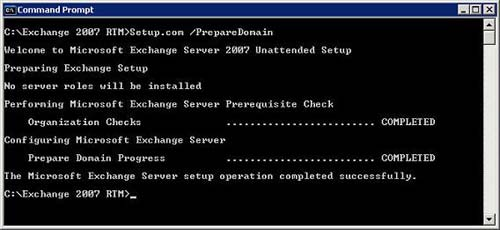 Command Prompt
C:\Exchange 2007 RTM>Setup.com /PrepareDomain
Welcome to Microsoft Exchange Server 2007 Unattended Setup
Preparing Exchange Setup
No server roles will be installed
Performing Microsoft Exchange Server Prerequisite Check
Organization Checks ......................... COMPLETED
Configuring Microsoft Exchange Server
Prepare Domain Progress ......................... COMPLETED
The Microsoft Exchange Server setup operation completed successfully.
C:\Exchange 2007 RTM>_